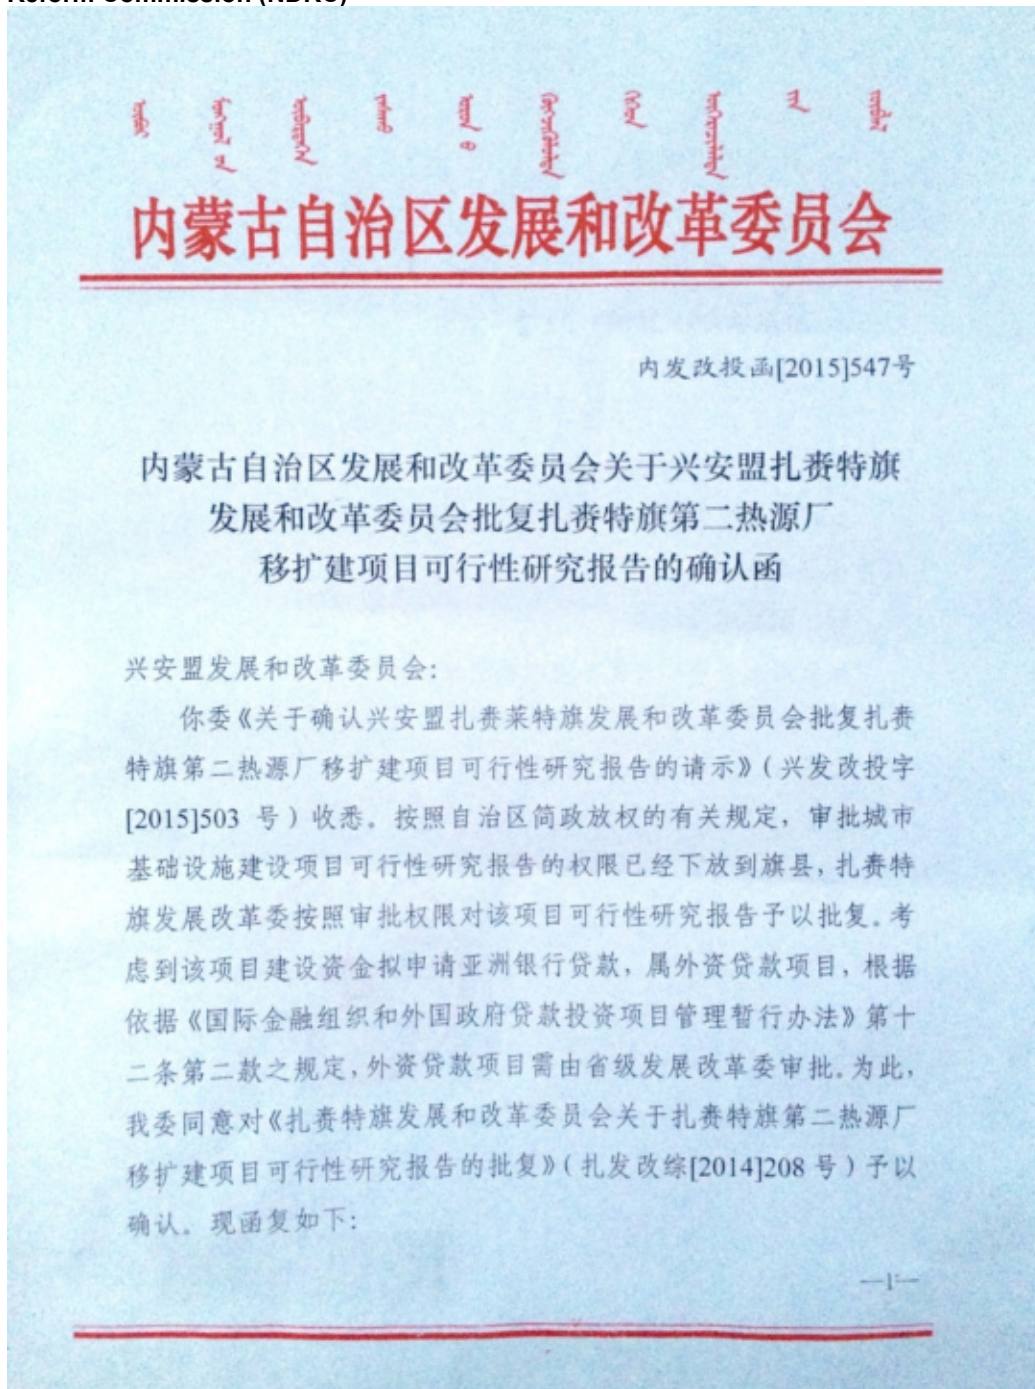 Reform Commission (NDRC)
内蒙古自治区发展和改革委员会
内发改投函[2015]547号
内蒙古自治区发展和改革委员会关于兴安盟扎赉特旗
发展和改革委员会批复扎赉特旗第二热源厂
移扩建项目可行性研究报告的确认函
兴安盟发展和改革委员会:
你委《关于确认兴安盟扎赉莱特旗发展和改革委员会批复扎赉
特旗第二热源厂移扩建项目可行性研究报告的请示》(兴发改投字
[2015]503 号)收悉。按照自治区简政放权的有关规定，审批城市
基础设施建设项目可行性研究报告的权限已经下放到旗县，扎赉特
旗发展改革委按照审批权限对该项目可行性研究报告予以批复。考
虑到该项目建设资金拟申请亚洲银行贷款，属外资贷款项目，根据
依据《国际金融组织和外国政府贷款投资项目管理暂行办法》第十
二条第二款之规定，外资贷款项目需由省级发展改革委审批。为此，
我委同意对《扎赉特旗发展和改革委员会关于扎赉特旗第二热源厂
移扩建项目可行性研究报告的批复》(扎发改综[2014]208 号)予以
确认。现函复如下:
—1—